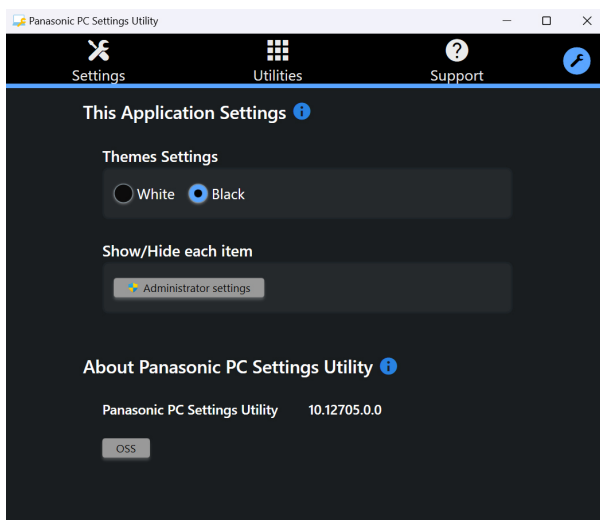 Panasonic PC Settings Utility
Settings Utilities Support
This Application Settings
Themes Settings
White Black
Show/Hide each item
Administrator settings
About Panasonic PC Settings Utility
Panasonic PC Settings Utility 10.12705.0.0
OSS